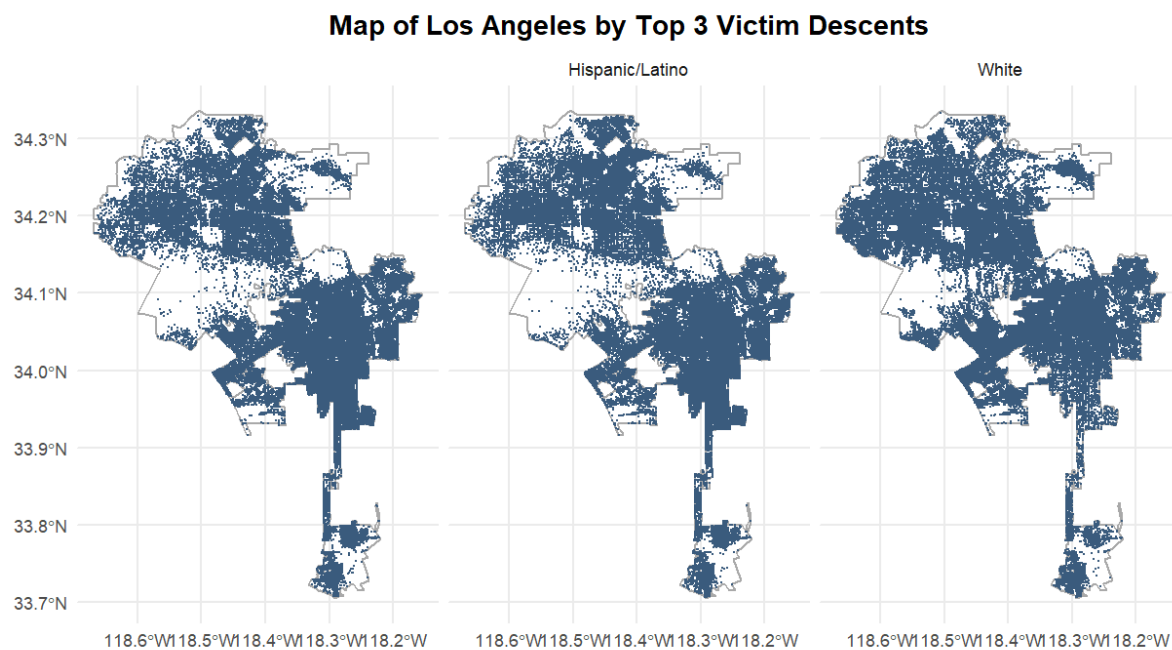 Map of Los Angeles by Top 3 Victim Descents
Hispanic/Latino
White
34.3°N
34.2°N
34.1°N
34.0°N
33.9°N
33.8°N
33.7°N
118.6°W118.5°W118.4°W118.3°W118.2°W
118.6°W118.5°W118.4°W118.3°W118.2°W
118.6°W118.5°W118.4°W118.3°W118.2°W